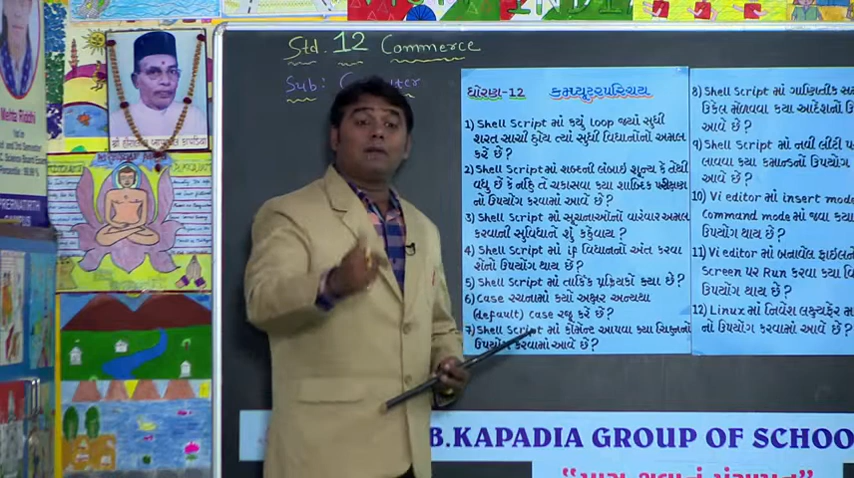 Std. 12 Commerce
Sub:
ધોરણ-12 કમ્પ્યુટર પરિચય
1) Shell Script માં કયું loop જ્યાં સુધી
શરત સાચી હોય ત્યાં સુધી વિધાનોનો અમલ
કરે છે?
2) Shell Script માં શબ્દની લંબાઇ શૂન્ય કે તેથી
વધુ છે કે નહિ તે ચકાસવા કયા શાબ્દિક પરીક્ષણ
નો ઉપયોગ કરવામાં આવે છે?
3) Shell Script માં સૂચનાઓનો વારંવાર અમલ
કરવાની સુવિધાને શું કહેવાય?
4) Shell Script માં if વિધાનનો અંત કરવા
શેનો ઉપયોગ થાય છે?
5) Shell Script માં તાર્કિક પ્રક્રિયકો કયા છે?
6) Case રચનામાં કયો અક્ષર અન્યથા
(default) case રજૂ કરે છે?
7) Shell Script માં કોમેન્ટ આપવા કયા ચિહ્નનો
ઉપયોગ કરવામાં આવે છે?
8) Shell Script માં ગાણિતીક
ઉકેલ મેળવવા કયા આદેશનો
આવે છે?
9) Shell Script માં નવી લીટી
લાવવા કયા કમાન્ડનો ઉપયોગ
આવે છે?
10) Vi editor માં insert mode
Command mode માં જવા કયા
ઉપયોગ થાય છે?
11) Vi editor માં બનાવેલ ફાઈલને
Screen પર Run કરવા કયા
ઉપયોગ થાય છે?
12) Linux માં નિવેશ
નો ઉપયોગ કરવામાં આવે છે?
B.KAPADIA GROUP OF
Mehta Riddhi